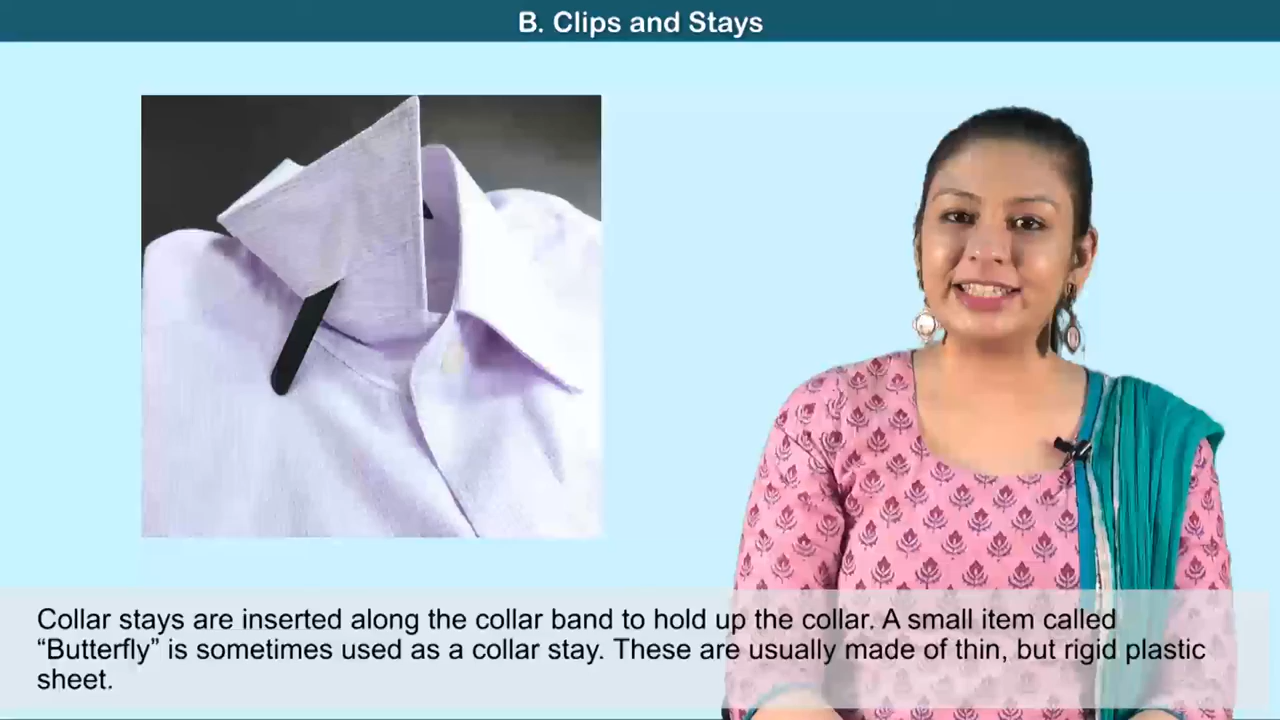 B. Clips and Stays
Collar stays are inserted along the collar band to hold up the collar. A small item called
“Butterfly” is sometimes used as a collar stay. These are usually made of thin, but rigid plastic
sheet.